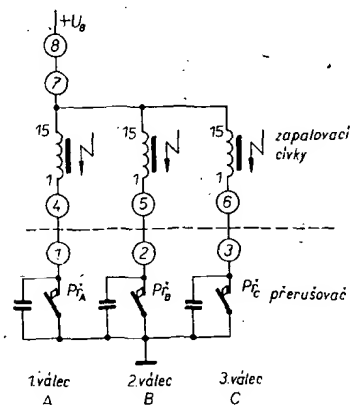 +U_B
8
7
15 15 15 zapalovací
cívky
1 1 1
4 5 6
1 2 3
Př_A Př_B Př_C přerušovač
1.válec 2.válec 3.válec
A B C